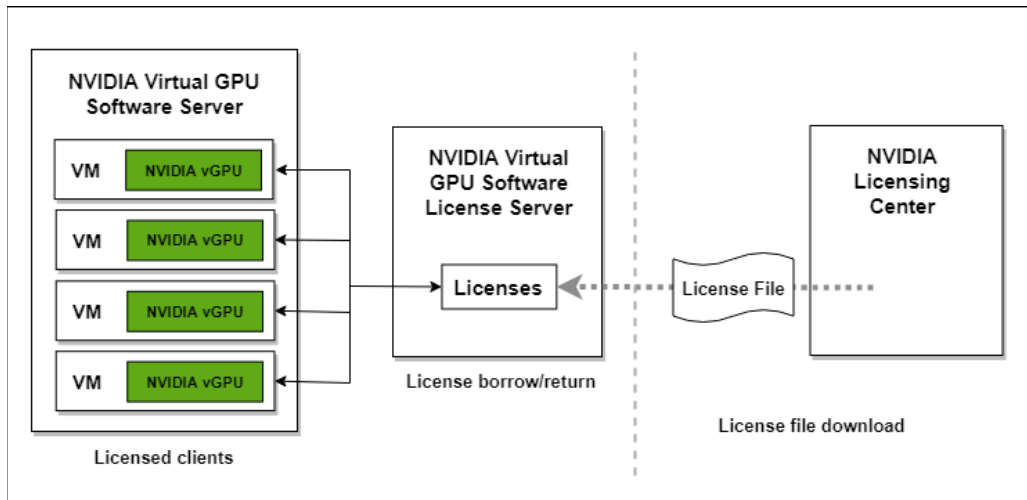 NVIDIA Virtual GPU
Software Server
VM
NVIDIA vGPU
VM
NVIDIA vGPU
VM
NVIDIA vGPU
VM
NVIDIA vGPU
Licensed clients
NVIDIA Virtual
GPU Software
License Server
Licenses
License borrow/return
License File
NVIDIA
Licensing
Center
License file download